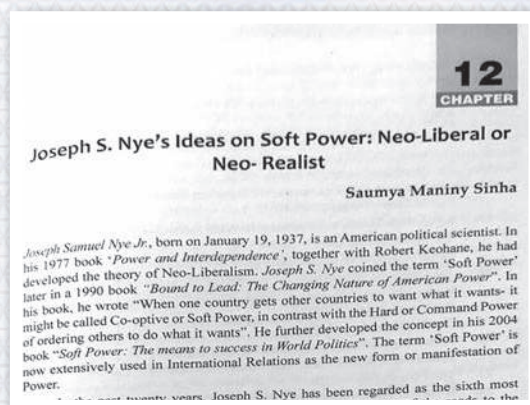 12
CHAPTER
Joseph S. Nye's Ideas on Soft Power: Neo-Liberal or
Neo- Realist
Saumya Maniny Sinha
Joseph Samuel Nye Jr., born on January 19, 1937, is an American political scientist. In
his 1977 book 'Power and Interdependence', together with Robert Keohane, he had
developed the theory of Neo-Liberalism. Joseph S. Nye coined the term 'Soft Power'
later in a 1990 book "Bound to Lead: The Changing Nature of American Power". In
his book, he wrote "When one country gets other countries to want what it wants- it
might be called Co-optive or Soft Power, in contrast with the Hard or Command Power
of ordering others to do what it wants". He further developed the concept in his 2004
book "Soft Power: The means to success in World Politics". The term 'Soft Power' is
now extensively used in International Relations as the new form or manifestation of
Power.
past twenty years, Joseph S. Nye has been regarded as the sixth most